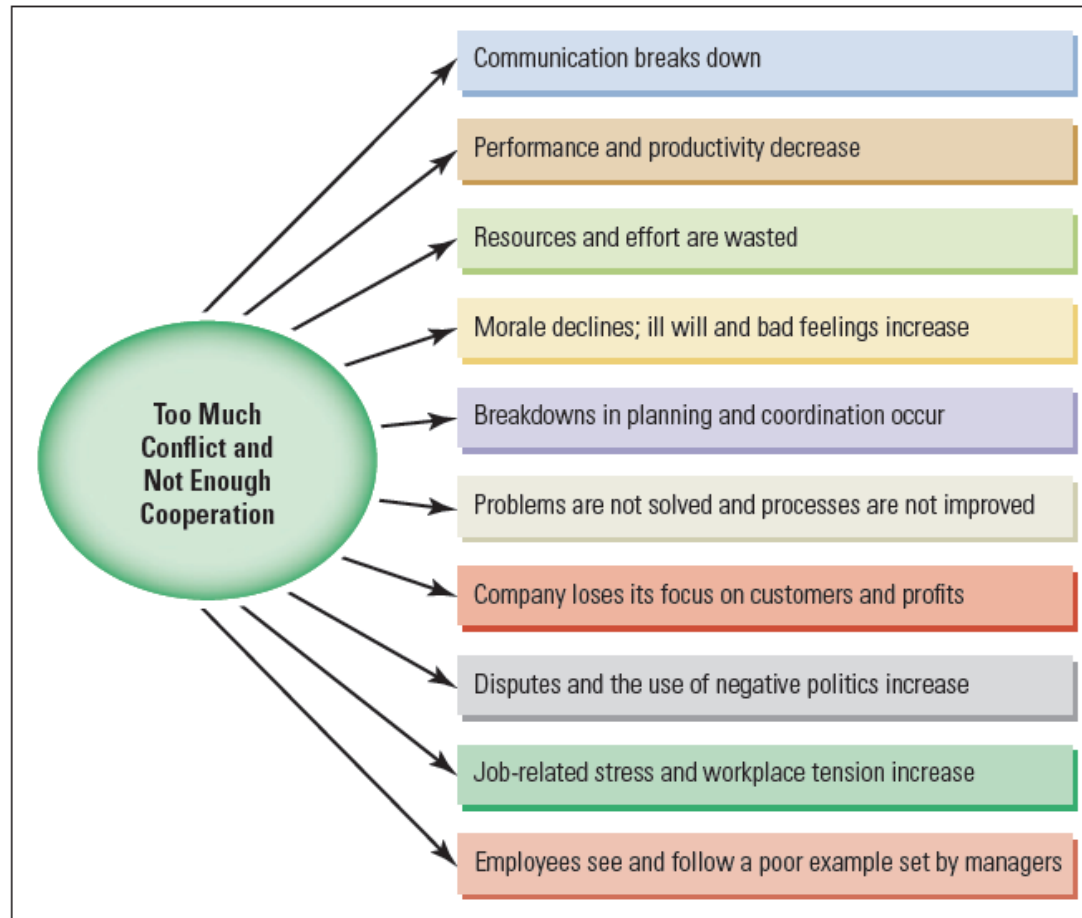 Communication breaks down
Performance and productivity decrease
Resources and effort are wasted
Morale declines; ill will and bad feelings increase
Too Much
Conflict and
Not Enough
Cooperation
Breakdowns in planning and coordination occur
Problems are not solved and processes are not improved
Company loses its focus on customers and profits
Disputes and the use of negative politics increase
Job-related stress and workplace tension increase
Employees see and follow a poor example set by managers